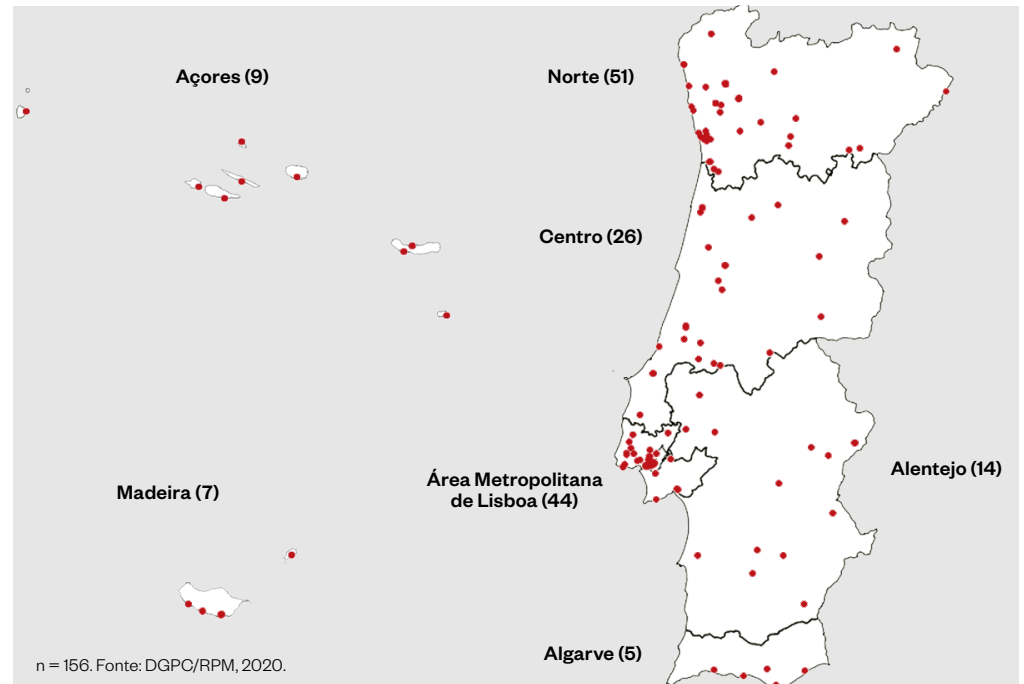 Açores (9)
Norte (51)
Centro (26)
Área Metropolitana
de Lisboa (44)
Alentejo (14)
Madeira (7)
Algarve (5)
n = 156. Fonte: DGPC/RPM, 2020.